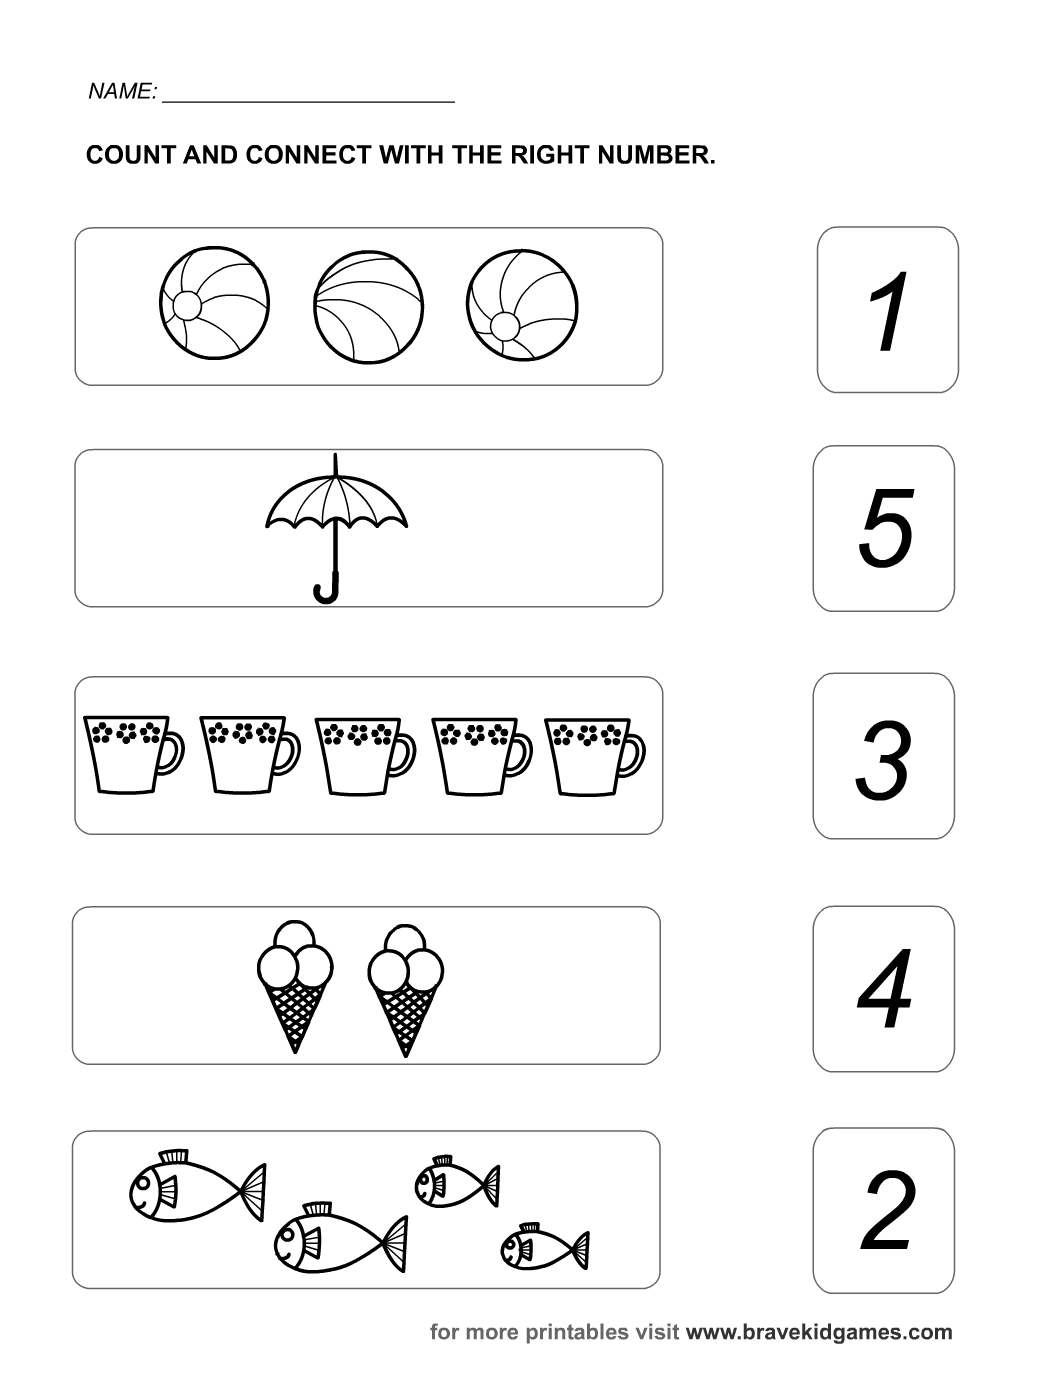 NAME: ______________________
COUNT AND CONNECT WITH THE RIGHT NUMBER.
1
5
3
4
2
for more printables visit www.bravekidgames.com